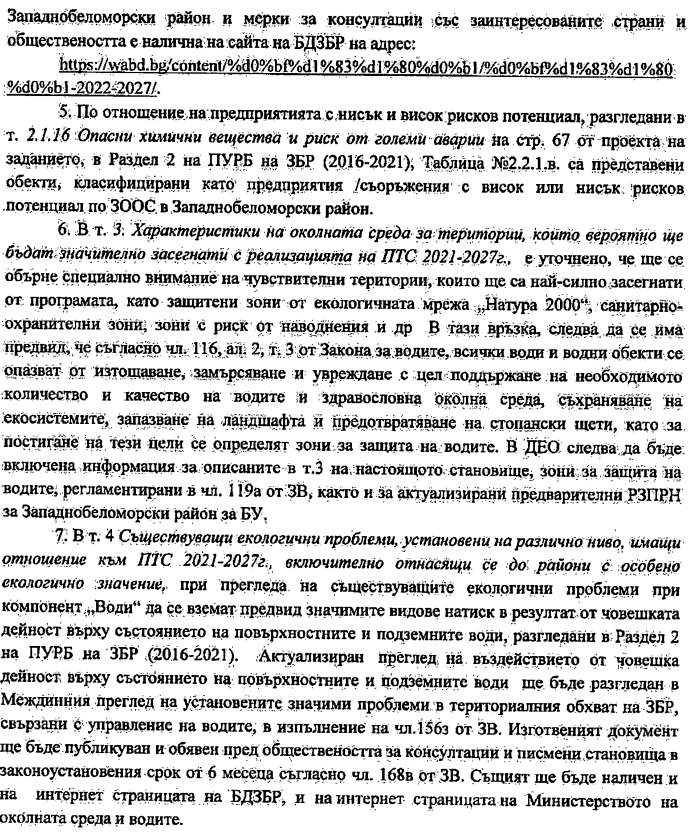 Западнобеломорски район и мерки за консултации със заинтересованите страни и
обществеността е налична на сайта на БДЗБР на адрес:
https://wabd.bg/content/%d0%bf%d1%83%d1%80%d0%b1/%d0%bf%d1%83%d1%80
%d0%b1-2022-2027/.
5. По отношение на предприятията с нисък и висок рисков потенциал, разгледани в
т. 2.1.16 Опасни химични вещества и риск от големи аварии на стр. 67 от проекта на
заданието, в Раздел 2 на ПУРБ на ЗБР (2016-2021), Таблица №2.2.1.в. са представени
обекти, класифицирани като предприятия /съоръжения с висок или нисък рисков
потенциал по ЗООС в Западнобеломорски район.
6. В т. 3. Характеристики на околната среда за територии, които вероятно ще
бъдат значително засегнати с реализацията на ПТС 2021-2027г., е уточнено, че ще се
обърне специално внимание на чувствителни територии, които ще са най-силно засегнати
от програмата, като защитени зони от екологичната мрежа „Натура 2000“, санитарно-
охранителни зони, зони с риск от наводнения и др В тази връзка, следва да се има
предвид, че съгласно чл. 116, ал. 2, т. 3 от Закона за водите, всички води и водни обекти се
опазват от изтощаване, замърсяване и увреждане с цел поддържане на необходимото
количество и качество на водите и здравословна околна среда, съхраняване на
екосистемите, запазване на ландшафта и предотвратяване на стопански щети, като за
постигане на тези цели се определят зони за защита на водите. В ДЕО следва да бъде
включена информация за описаните в т.3 на настоящото становище, зони за защита на
водите, регламентирани в чл. 119а от ЗВ, както и за актуализирани предварителни РЗПРН
за Западнобеломорски район за БУ.
7. В т. 4 Съществуващи екологични проблеми, установени на различно ниво, имащи
отношение към ПТС 2021-2027г., включително отнасящи се до райони с особено
екологично значение, при прегледа на съществуващите екологични проблеми при
компонент „Води“ да се вземат предвид значимите видове натиск в резултат от човешката
дейност върху състоянието на повърхностните и подземните води, разгледани в Раздел 2
на ПУРБ на ЗБР (2016-2021). Актуализиран преглед на въздействието от човешка
дейност върху състоянието на повърхностните и подземните води ще бъде разгледан в
Междинния преглед на установените значими проблеми в териториалния обхват на ЗБР,
свързани с управление на водите, в изпълнение на чл.156з от ЗВ. Изготвеният документ
ще бъде публикуван и обявен пред обществеността за консултации и писмени становища в
законоустановения срок от 6 месеца съгласно чл. 168в от ЗВ. Същият ще бъде наличен и
на интернет страницата на БДЗБР, и на интернет страницата на Министерството на
околната среда и водите.